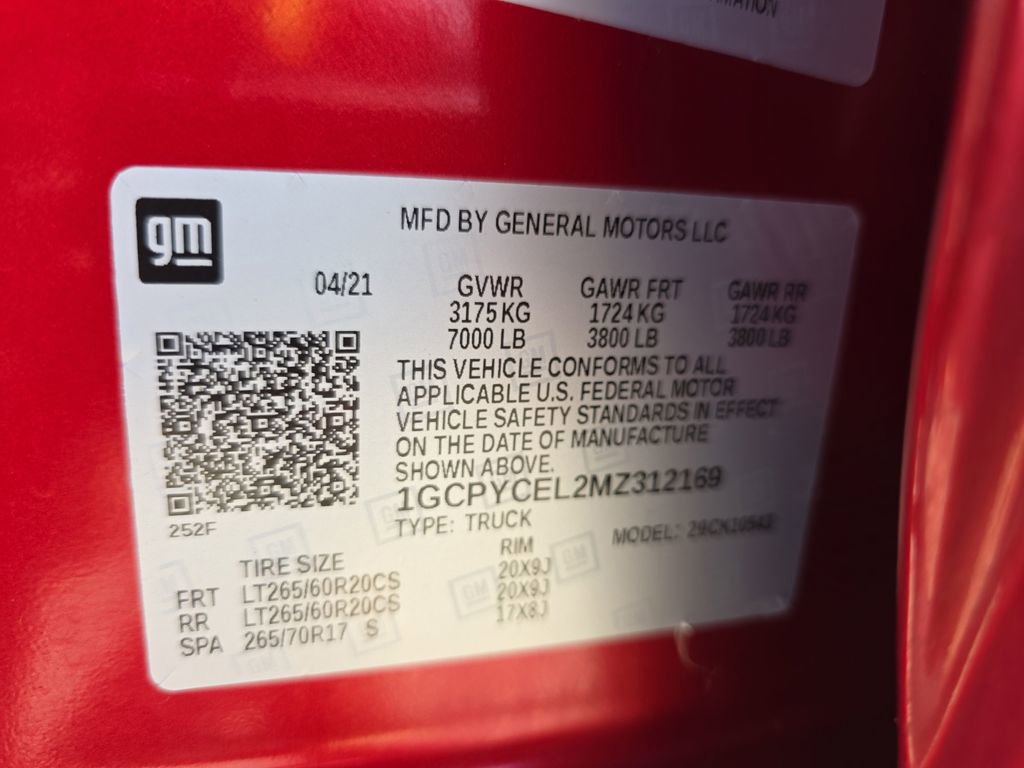 MATION
gm
MFD BY GENERAL MOTORS LLC
04/21 GVWR GAWR FRT GAWR RR
3175 KG 1724 KG 1724 KG
7000 LB 3800 LB 3800 LB
THIS VEHICLE CONFORMS TO ALL
APPLICABLE U.S. FEDERAL MOTOR
VEHICLE SAFETY STANDARDS IN EFFECT
ON THE DATE OF MANUFACTURE
SHOWN ABOVE.
1GCPYCEL2MZ312169
252F
TYPE: TRUCK MODEL: 29CK10543
TIRE SIZE RIM
FRT LT265/60R20CS 20X9J
RR LT265/60R20CS 20X9J
SPA 265/70R17 S 17X8J